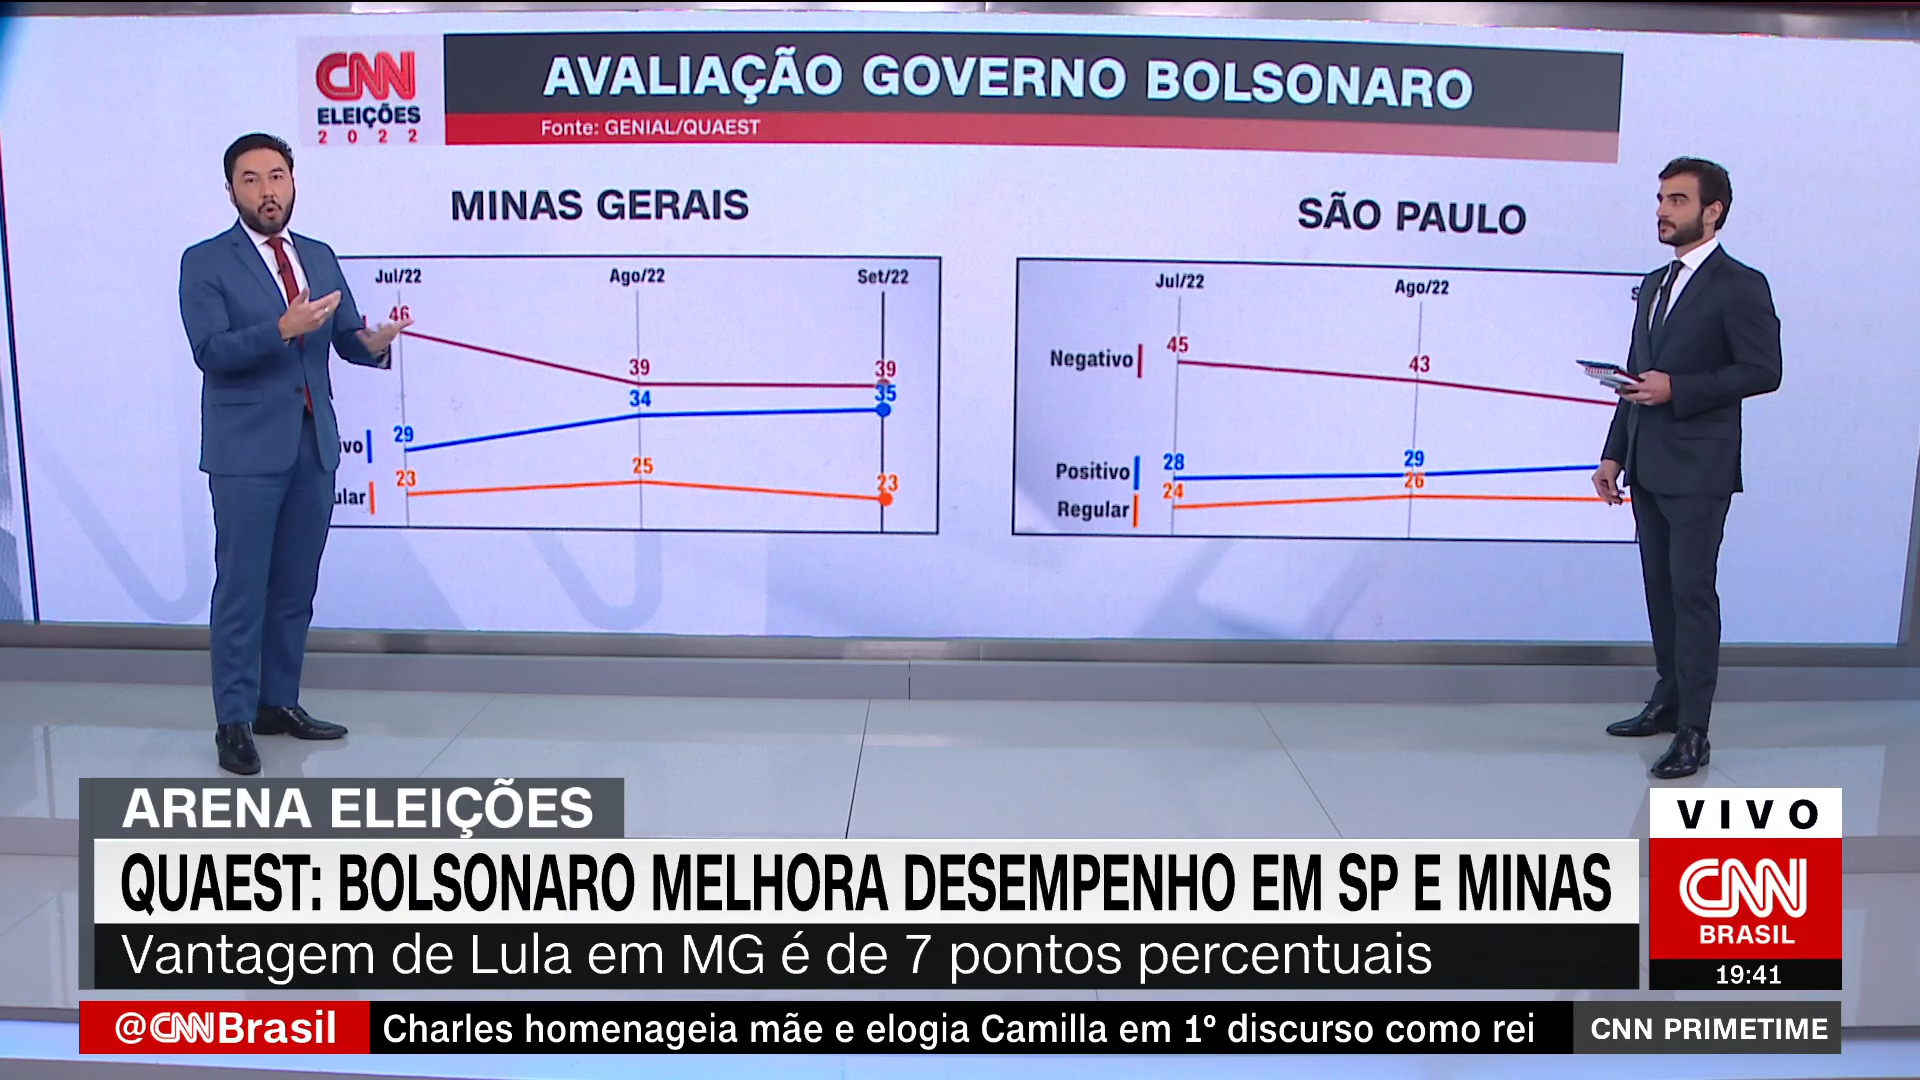 CNN
ELEIÇÕES
2022
AVALIAÇÃO GOVERNO BOLSONARO
Fonte: GENIAL/QUAEST
MINAS GERAIS
Jul/22 Ago/22 Set/22
46
39 39
34 35
29
23 25 23
SÃO PAULO
Jul/22 Ago/22
Negativo 45 43
Positivo 28 29
Regular 24 26
ARENA ELEIÇÕES
QUAEST: BOLSONARO MELHORA DESEMPENHO EM SP E MINAS
Vantagem de Lula em MG é de 7 pontos percentuais
VIVO
CNN
BRASIL
19:41
@CNNBrasil Charles homenageia mãe e elogia Camilla em 1º discurso como rei CNN PRIMETIME